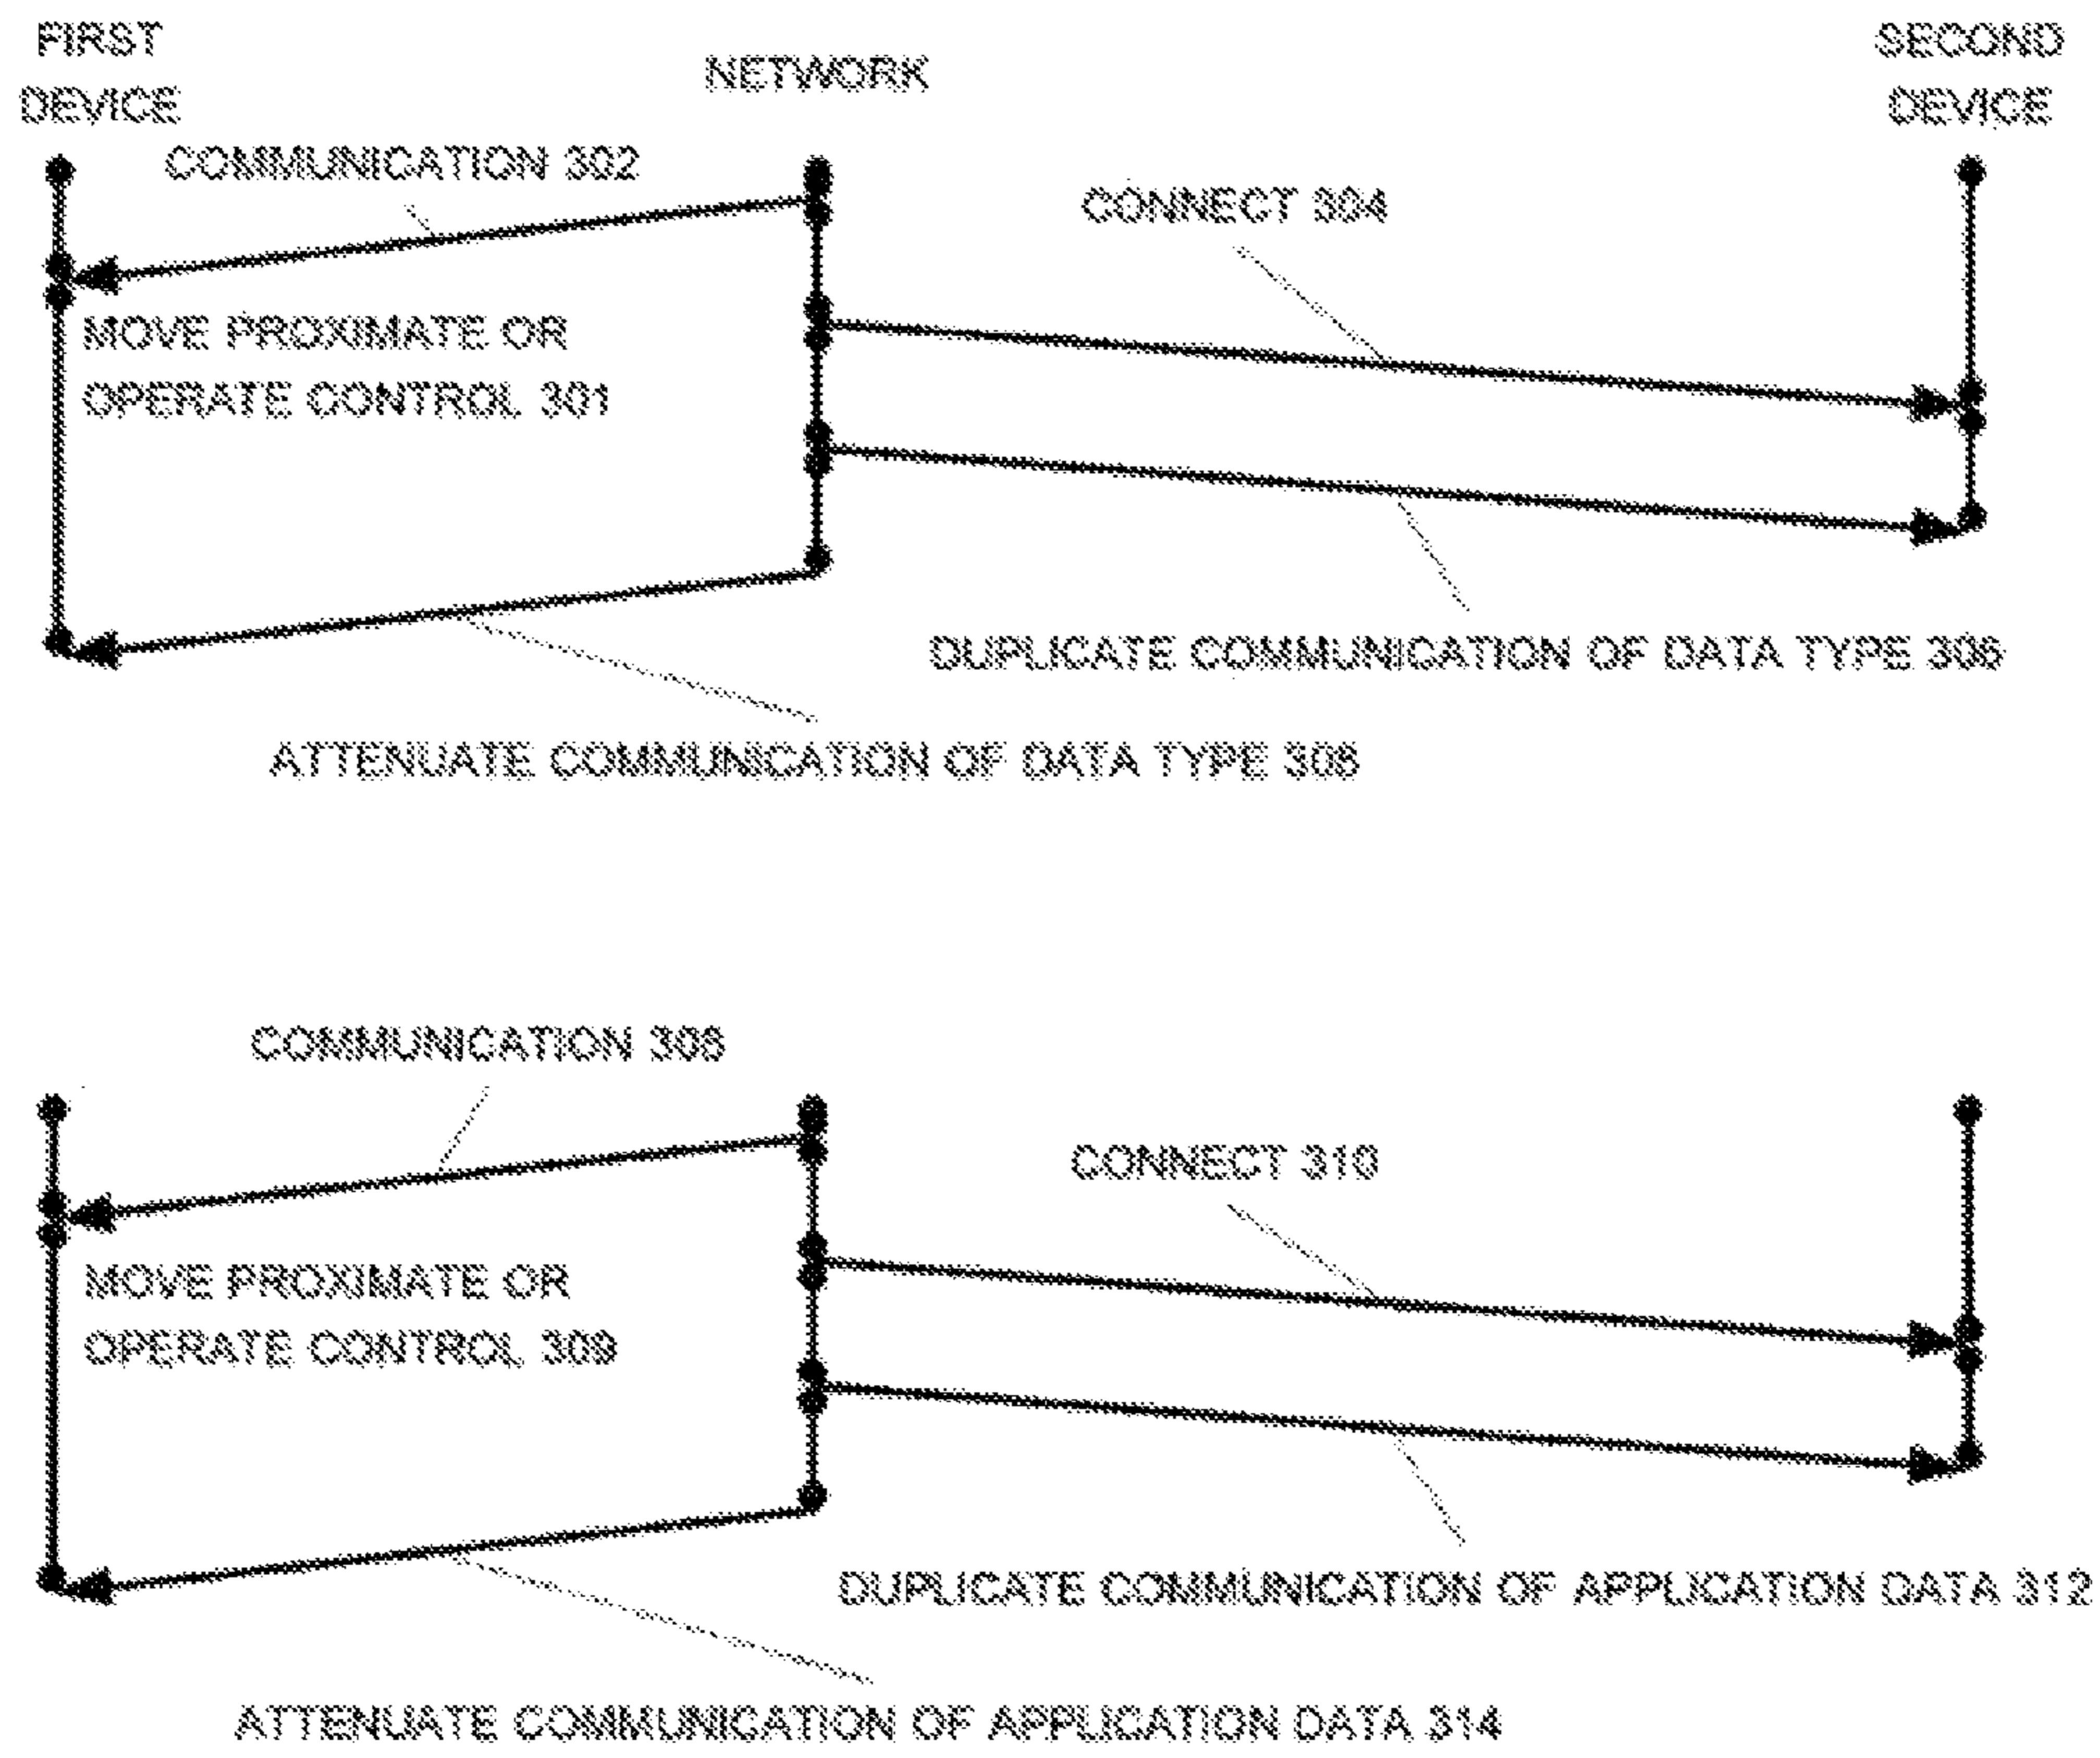 FIRST
DEVICE
NETWORK
SECOND
DEVICE
COMMUNICATION 302
CONNECT 304
MOVE PROXIMATE OR
OPERATE CONTROL 301
DUPLICATE COMMUNICATION OF DATA TYPE 306
ATTENUATE COMMUNICATION OF DATA TYPE 308
COMMUNICATION 308
CONNECT 310
MOVE PROXIMATE OR
OPERATE CONTROL 309
DUPLICATE COMMUNICATION OF APPLICATION DATA 312
ATTENUATE COMMUNICATION OF APPLICATION DATA 314